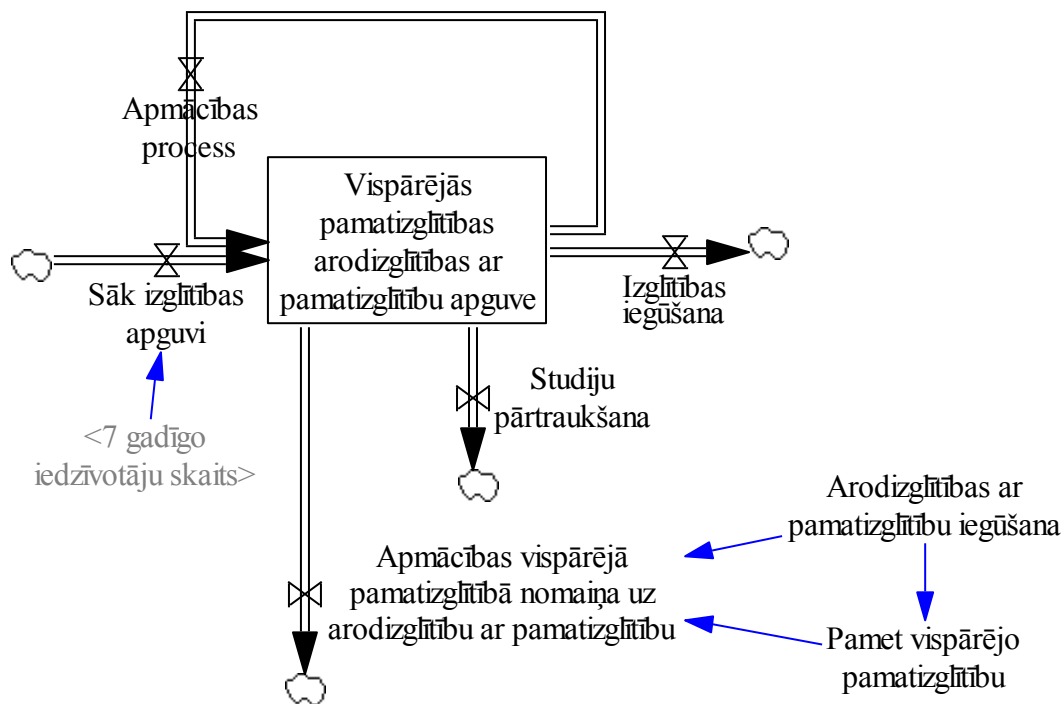 Apmācības
process
Vispārējās
pamatizglītības
arodizglītības ar
pamatizglītību apguve
Sāk izglītības
apguvi
Izglītības
iegūšana
<7 gadīgo
iedzīvotāju skaits>
Studiju
pārtraukšana
Arodizglītības ar
pamatizglītību iegūšana
Apmācības vispārējā
pamatizglītībā nomaiņa uz
arodizglītību ar pamatizglītību
Pamet vispārējo
pamatizglītību